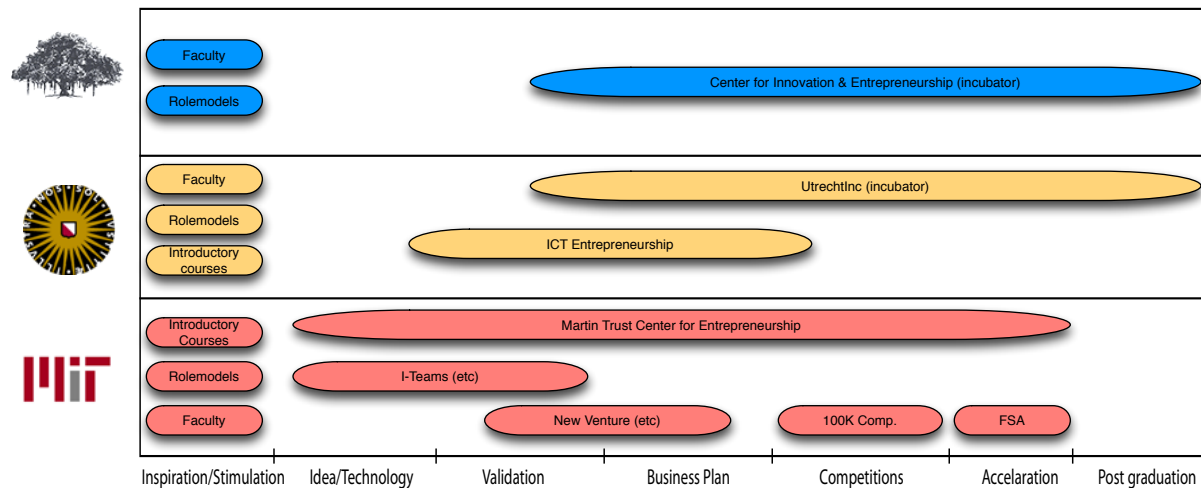 Faculty
Center for Innovation & Entrepreneurship (incubator)
Rolemodels
Faculty
UtrechtInc (incubator)
Rolemodels
ICT Entrepreneurship
Introductory
courses
Introductory
Courses
Martin Trust Center for Entrepreneurship
MiT
Rolemodels
I-Teams (etc)
Faculty
New Venture (etc)
100K Comp.
FSA
Inspiration/Stimulation
Idea/Technology
Validation
Business Plan
Competitions
Accelaration
Post graduation